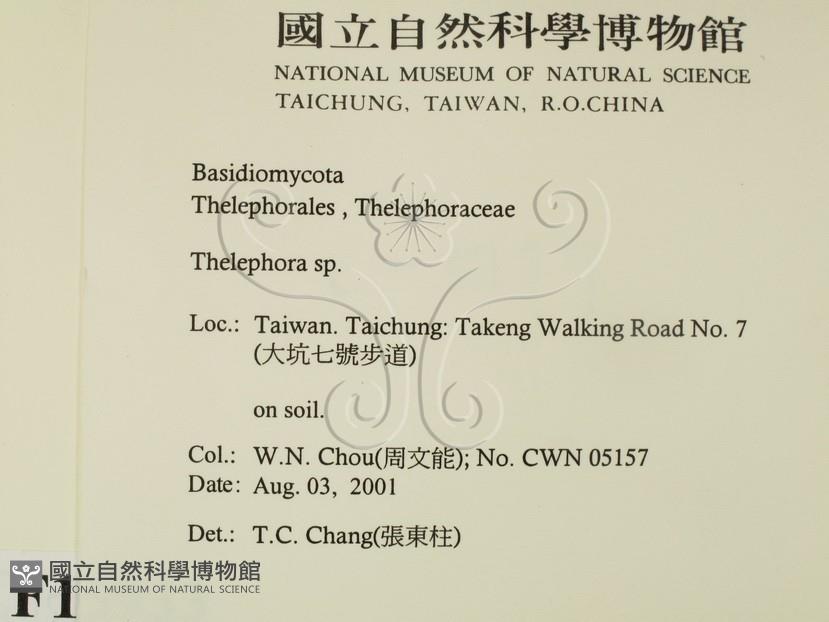 國立自然科學博物館
NATIONAL MUSEUM OF NATURAL SCIENCE
TAICHUNG, TAIWAN, R.O.CHINA
Basidiomycota
Thelephorales , Thelephoraceae
Thelephora sp.
Loc.: Taiwan. Taichung: Takeng Walking Road No. 7
(大坑七號步道)
on soil.
Col.: W.N. Chou(周文能); No. CWN 05157
Date: Aug. 03, 2001
Det.: T.C. Chang(張東柱)
國立自然科學博物館
NATIONAL MUSEUM OF NATURAL SCIENCE
F1